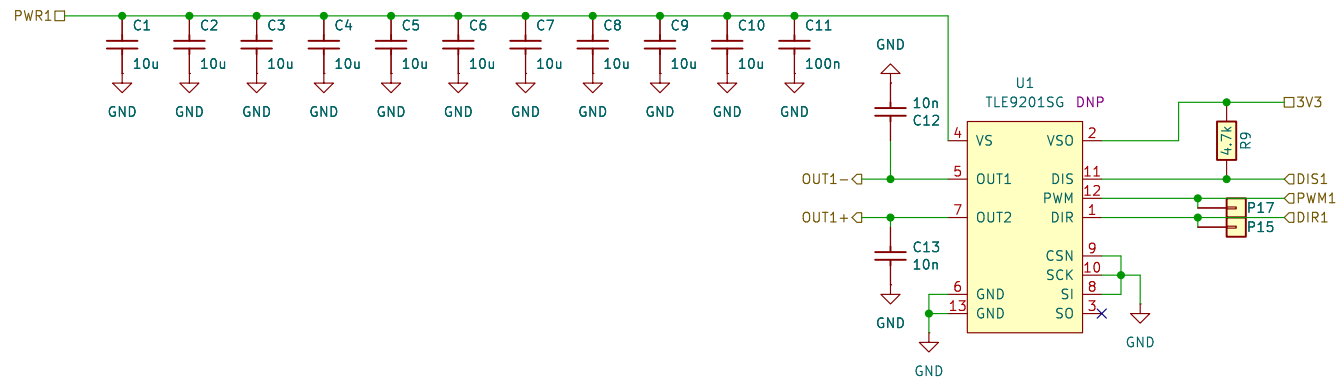 PWR1
C1 C2 C3 C4 C5 C6 C7 C8 C9 C10 C11
10u 10u 10u 10u 10u 10u 10u 10u 10u 10u 100n
GND GND GND GND GND GND GND GND GND GND GND
GND
10n
C12
U1
TLE9201SG DNP
3V3
4.7k
R9
4 VS VSO 2
OUT1- 5 OUT1 DIS 11 DIS1
PWM 12 PWM1
P17
OUT1+ 7 OUT2 DIR 1 DIR1
P15
C13
10n
GND
CSN 9
SCK 10
6 GND SI 8
13 GND SO 3
GND
GND